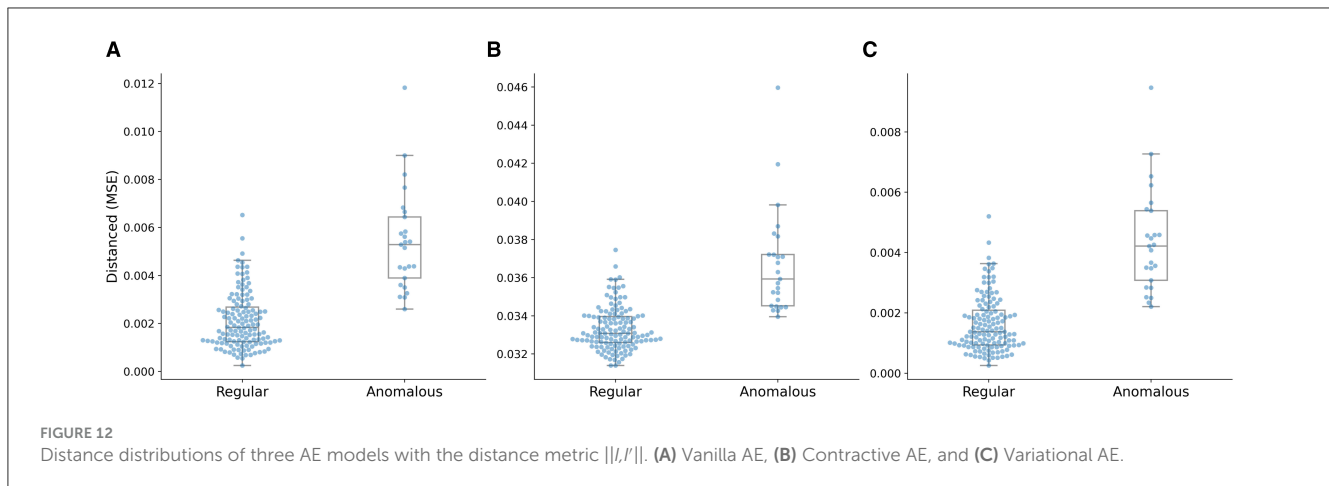 A
B
C
0.012
0.010
0.008
0.006
0.004
0.002
0.000
Distanced (MSE)
Regular
Anomalous
0.046
0.044
0.042
0.040
0.038
0.036
0.034
0.032
Regular
Anomalous
0.008
0.006
0.004
0.002
0.000
Regular
Anomalous
FIGURE 12
Distance distributions of three AE models with the distance metric ||I,I′||. (A) Vanilla AE, (B) Contractive AE, and (C) Variational AE.